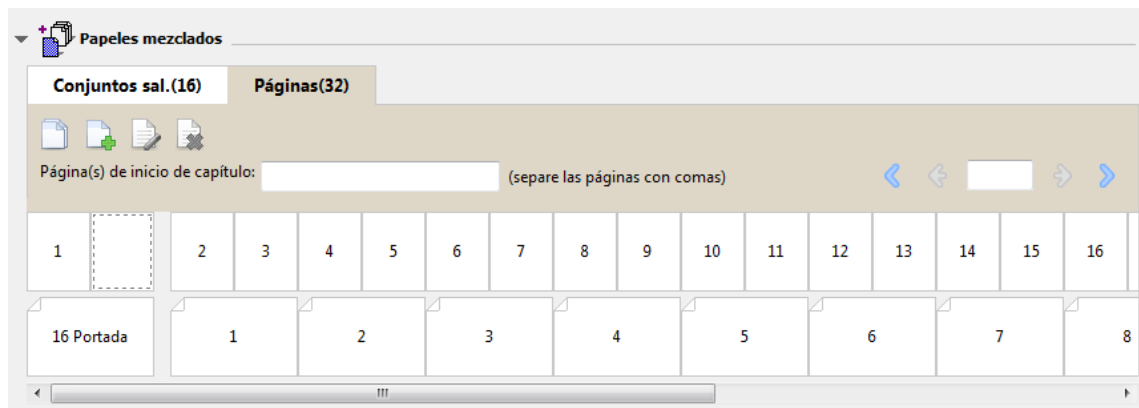 Papeles mezclados
Conjuntos sal.(16) Páginas(32)
Página(s) de inicio de capítulo: (separe las páginas con comas)
1 2 3 4 5 6 7 8 9 10 11 12 13 14 15 16
16 Portada 1 2 3 4 5 6 7 8